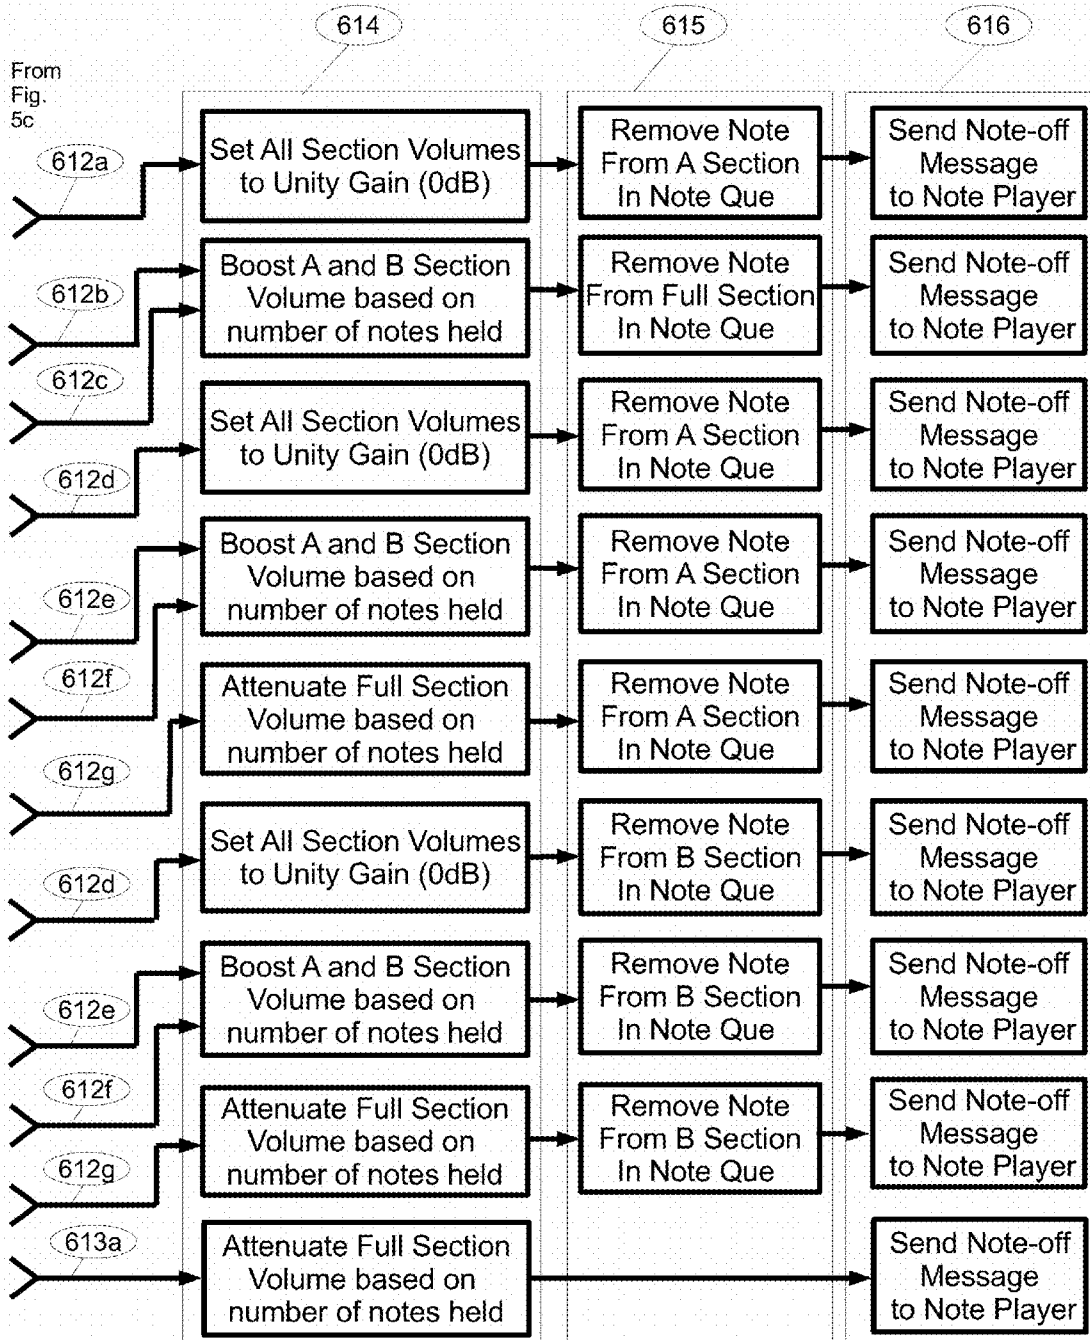 614
615
616
From
Fig.
5c
612a
Set All Section Volumes
to Unity Gain (0dB)
Remove Note
From A Section
In Note Que
Send Note-off
Message
to Note Player
612b
612c
Boost A and B Section
Volume based on
number of notes held
Remove Note
From Full Section
In Note Que
Send Note-off
Message
to Note Player
612d
Set All Section Volumes
to Unity Gain (0dB)
Remove Note
From A Section
In Note Que
Send Note-off
Message
to Note Player
612e
612f
Boost A and B Section
Volume based on
number of notes held
Remove Note
From A Section
In Note Que
Send Note-off
Message
to Note Player
612g
Attenuate Full Section
Volume based on
number of notes held
Remove Note
From A Section
In Note Que
Send Note-off
Message
to Note Player
612d
Set All Section Volumes
to Unity Gain (0dB)
Remove Note
From B Section
In Note Que
Send Note-off
Message
to Note Player
612e
612f
Boost A and B Section
Volume based on
number of notes held
Remove Note
From B Section
In Note Que
Send Note-off
Message
to Note Player
612g
Attenuate Full Section
Volume based on
number of notes held
Remove Note
From B Section
In Note Que
Send Note-off
Message
to Note Player
613a
Attenuate Full Section
Volume based on
number of notes held
Send Note-off
Message
to Note Player